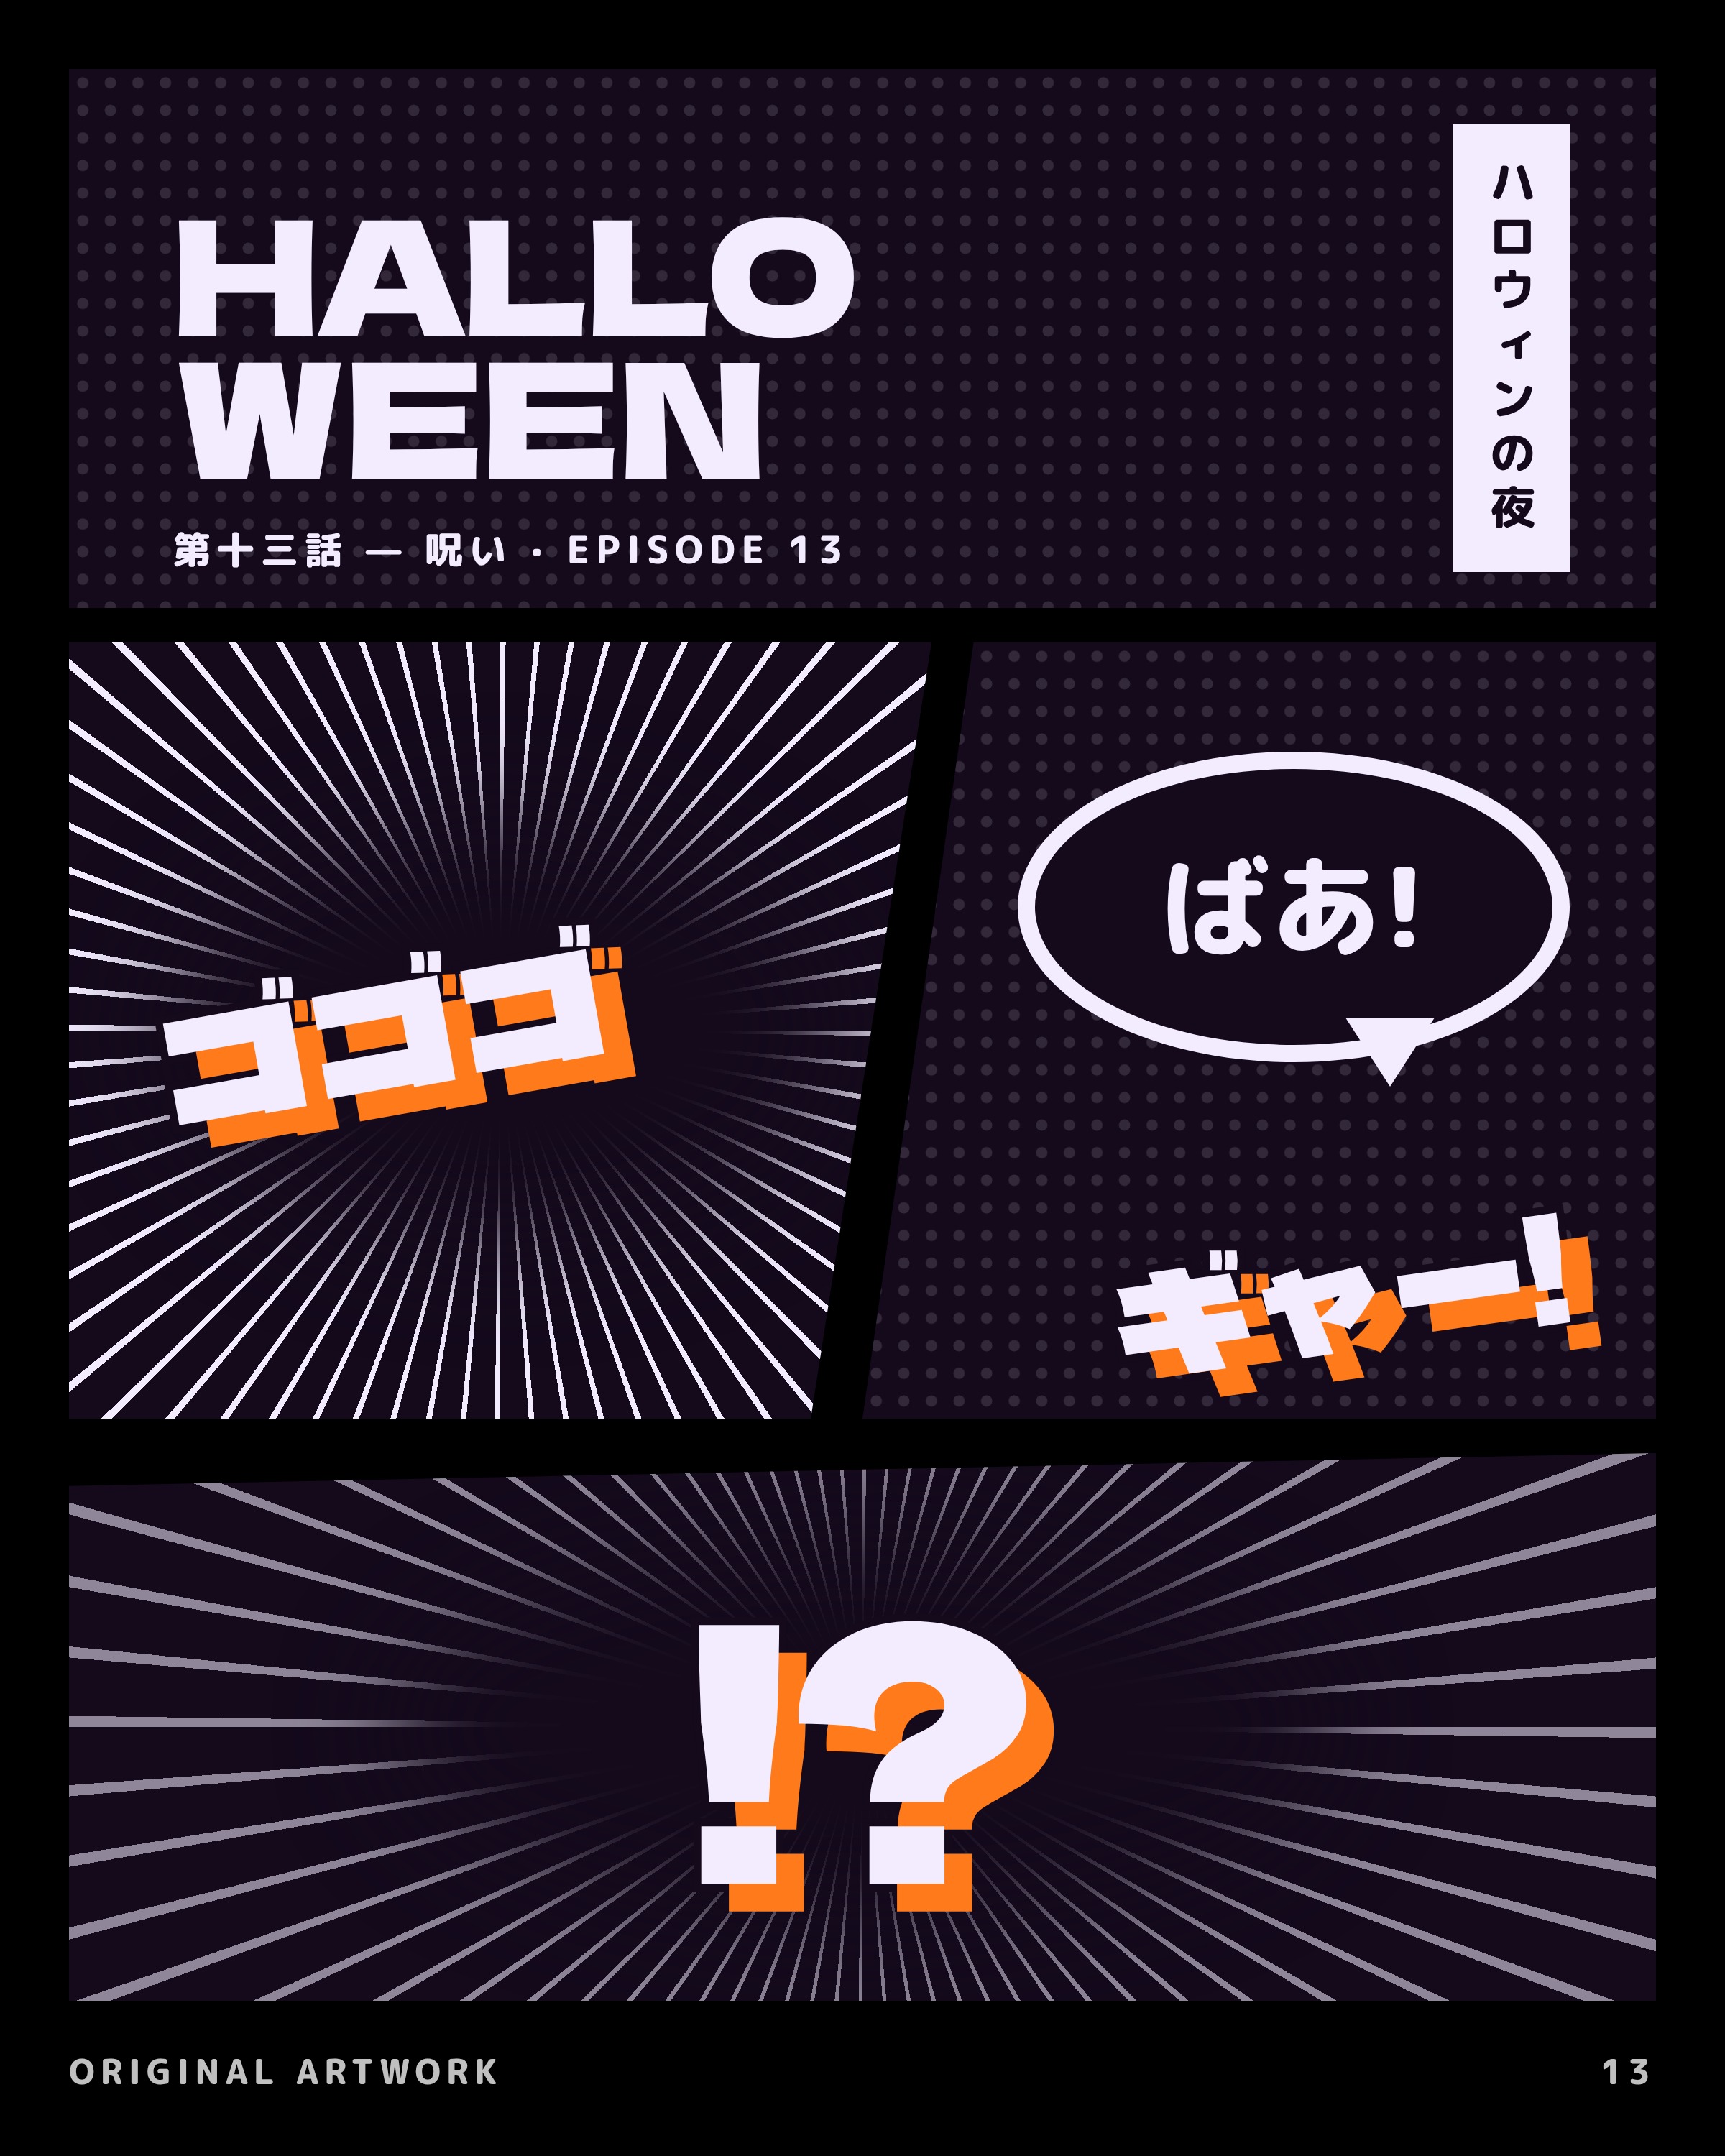 HALLO
WEEN
第十三話 — 呪い · EPISODE 13
ハロウィンの夜
ゴゴゴ
ばあ!
ギャー!
!?
ORIGINAL ARTWORK
13